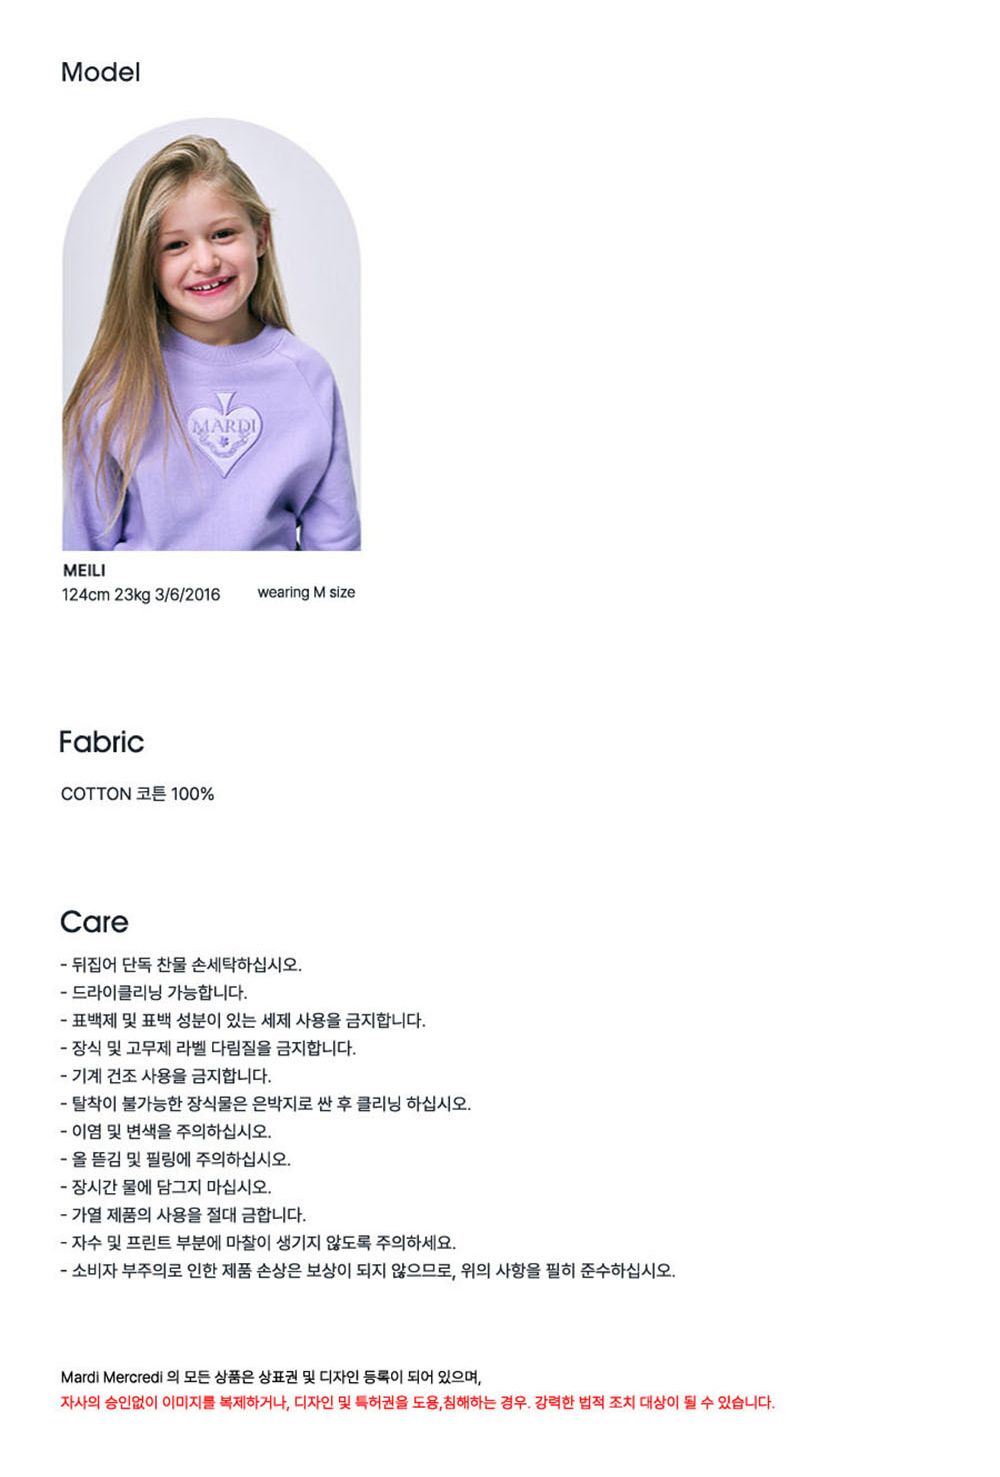 Model
MARDI
MEILI
124cm 23kg 3/6/2016 wearing M size
Fabric
COTTON 코튼 100%
Care
- 뒤집어 단독 찬물 손세탁하십시오.
- 드라이클리닝 가능합니다.
- 표백제 및 표백 성분이 있는 세제 사용을 금지합니다.
- 장식 및 고무제 라벨 다림질을 금지합니다.
- 기계 건조 사용을 금지합니다.
- 탈착이 불가능한 장식물은 은박지로 싼 후 클리닝 하십시오.
- 이염 및 변색을 주의하십시오.
- 올 뜯김 및 필링에 주의하십시오.
- 장시간 물에 담그지 마십시오.
- 가열 제품의 사용을 절대 금합니다.
- 자수 및 프린트 부분에 마찰이 생기지 않도록 주의하세요.
- 소비자 부주의로 인한 제품 손상은 보상이 되지 않으므로, 위의 사항을 필히 준수하십시오.
Mardi Mercredi 의 모든 상품은 상표권 및 디자인 등록이 되어 있으며,
자사의 승인없이 이미지를 복제하거나, 디자인 및 특허권을 도용,침해하는 경우. 강력한 법적 조치 대상이 될 수 있습니다.